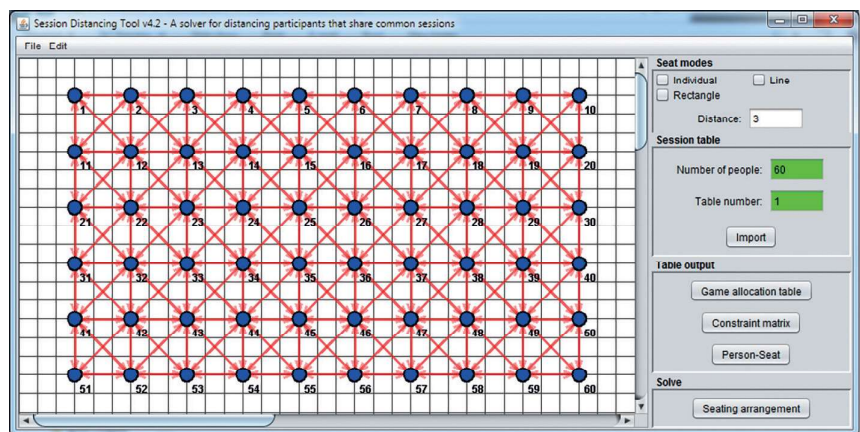 Session Distancing Tool v4.2 - A solver for distancing participants that share common sessions
File Edit
1 2 3 4 5 6 7 8 9 10
11 12 13 14 15 16 17 18 19 20
21 22 23 24 25 26 27 28 29 30
31 32 33 34 35 36 37 38 39 40
41 42 43 44 46 48 49
51 52 53 54 55 56 57 58 59 60
Seat modes
Individual Line
Rectangle
Distance: 3
Session table
Number of people: 60
Table number: 1
Import
Table output
Game allocation table
Constraint matrix
Person-Seat
Solve
Seating arrangement